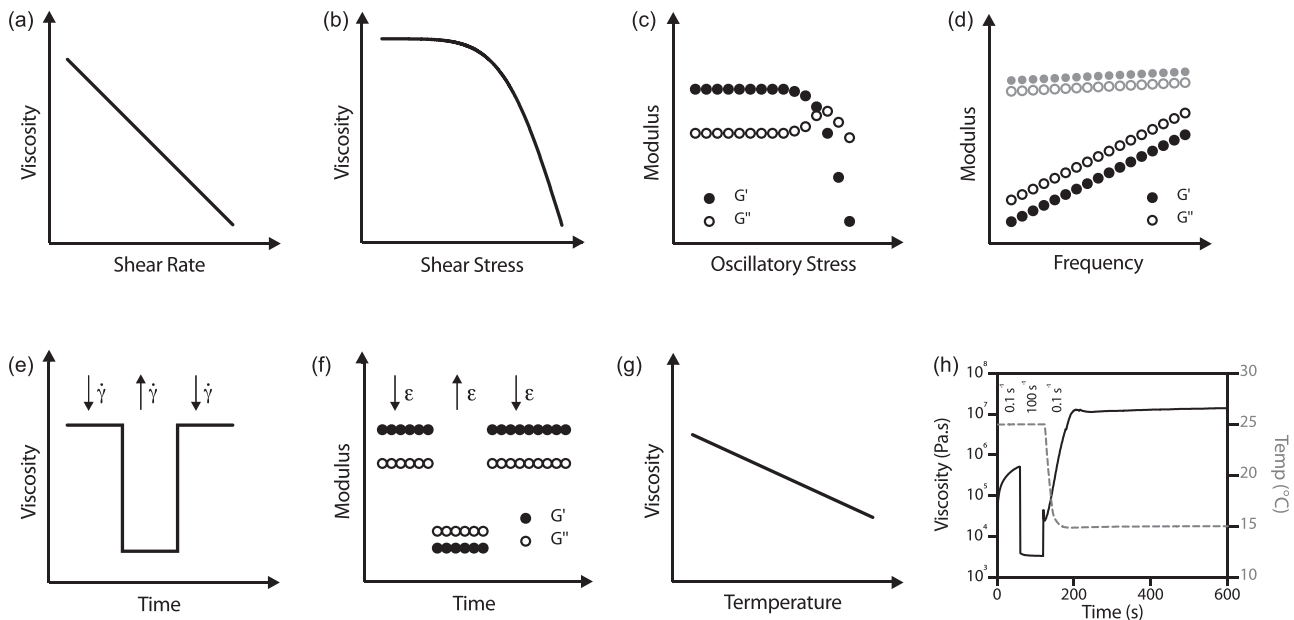 (a)
Viscosity
Shear Rate
(b)
Viscosity
Shear Stress
(c)
Modulus
G'
G"
Oscillatory Stress
(d)
Modulus
G'
G"
Frequency
(e)
Viscosity
↓ γ̇ ↑ γ̇ ↓ γ̇
Time
(f)
Modulus
↓ ε ↑ ε ↓ ε
G'
G"
Time
(g)
Viscosity
Termperature
(h)
Viscosity (Pa.s)
10⁸
10⁷
10⁶
10⁵
10⁴
10³
0.1 s⁻¹
100 s⁻¹
0.1 s⁻¹
30
25
20
15
10
Temp (°C)
0 200 400 600
Time (s)